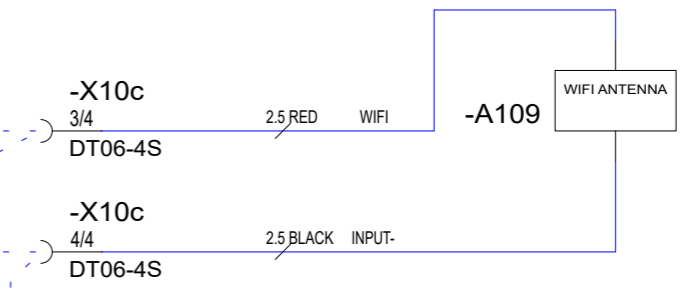 -X10c
3/4
DT06-4S
2.5 RED WIFI
-A109
WIFI ANTENNA
-X10c
4/4
DT06-4S
2.5 BLACK INPUT-